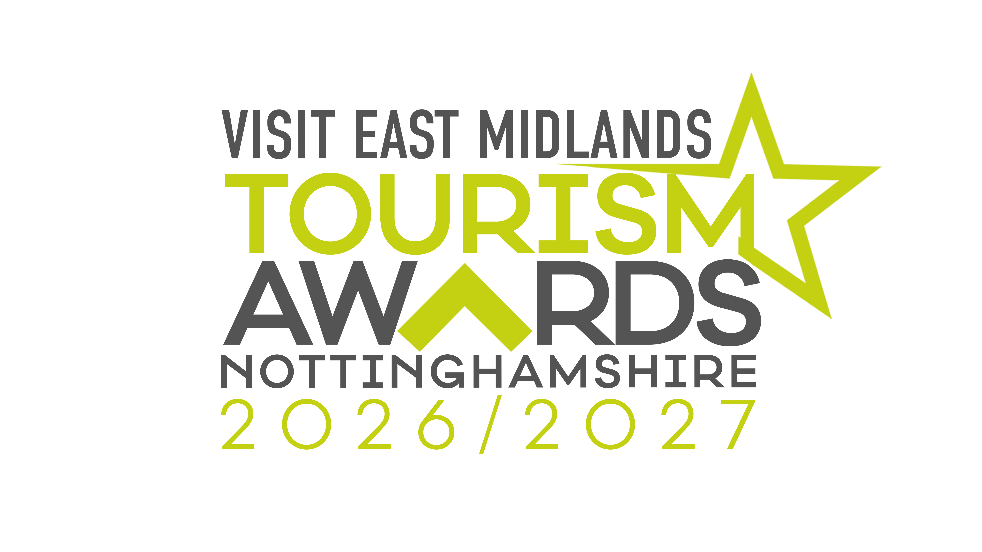 VISIT EAST MIDLANDS
TOURISM
AWARDS
NOTTINGHAMSHIRE
2026/2027